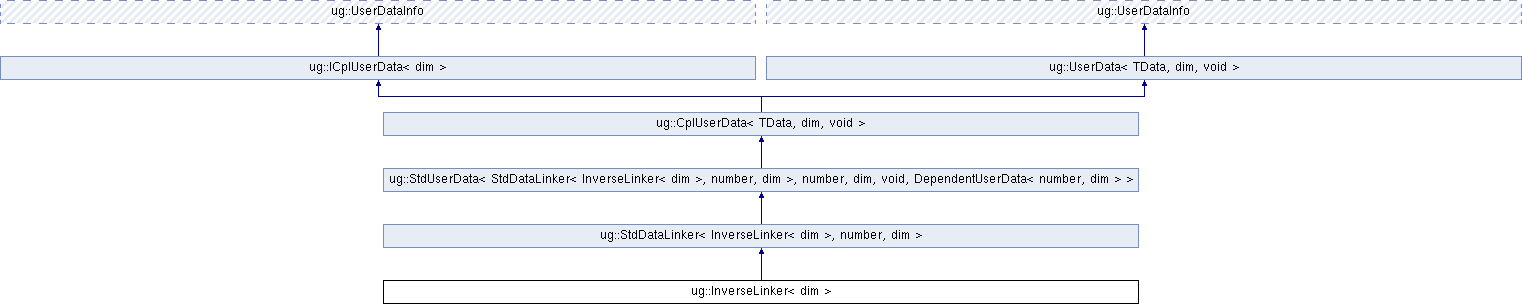 ug::UserDataInfo
ug::UserDataInfo
ug::ICplUserData< dim >
ug::UserData< TData, dim, void >
ug::CplUserData< TData, dim, void >
ug::StdUserData< StdDataLinker< InverseLinker< dim >, number, dim >, number, dim, void, DependentUserData< number, dim > >
ug::StdDataLinker< InverseLinker< dim >, number, dim >
ug::InverseLinker< dim >